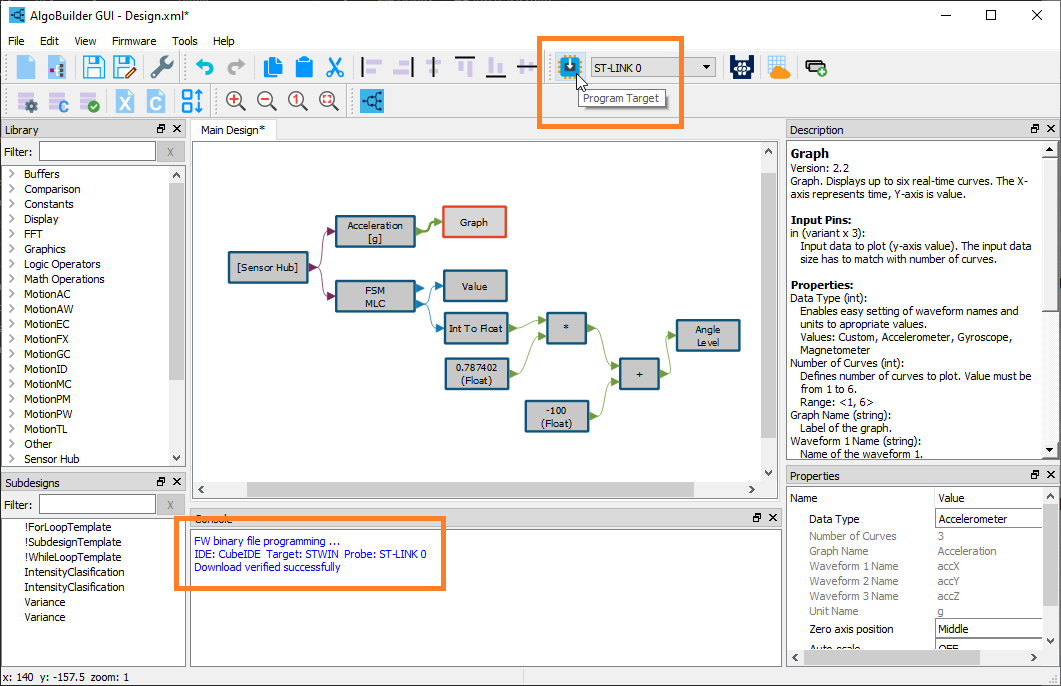 AlgoBuilder GUI - Design.xml*
File Edit View Firmware Tools Help
ST-LINK 0
Program Target
Library
Filter:
X
Buffers
Comparison
Constants
Display
FFT
Graphics
Logic Operators
Math Operations
MotionAC
MotionAW
MotionEC
MotionFX
MotionGC
MotionID
MotionMC
MotionPM
MotionPW
MotionTL
Other
Sensor Hub
Subdesigns
Filter:
X
!ForLoopTemplate
!SubdesignTemplate
!WhileLoopTemplate
IntensityClasification
IntensityClasification
Variance
Variance
Main Design*
[Sensor Hub]
Acceleration
[g]
Graph
FSM
MLC
Value
Int To Float
*
0.787402
(Float)
-100
(Float)
+
Angle
Level
Console
FW binary file programming ...
IDE: CubeIDE Target: STWIN Probe: ST-LINK 0
Download verified successfully
Description
Graph
Version: 2.2
Graph. Displays up to six real-time curves. The X-
axis represents time, Y-axis is value.
Input Pins:
in (variant x 3):
Input data to plot (y-axis value). The input data
size has to match with number of curves.
Properties:
Data Type (int):
Enables easy setting of waveform names and
units to apropriate values.
Values: Custom, Accelerometer, Gyroscope,
Magnetometer
Number of Curves (int):
Defines number of curves to plot. Value must be
from 1 to 6.
Range: <1, 6>
Graph Name (string):
Label of the graph.
Waveform 1 Name (string):
Name of the waveform 1.
Properties
Name Value
Data Type Accelerometer
Number of Curves 3
Graph Name Acceleration
Waveform 1 Name accX
Waveform 2 Name accY
Waveform 3 Name accZ
Unit Name g
Zero axis position Middle
Auto-scale OFF
x: 140 y: -157.5 zoom: 1